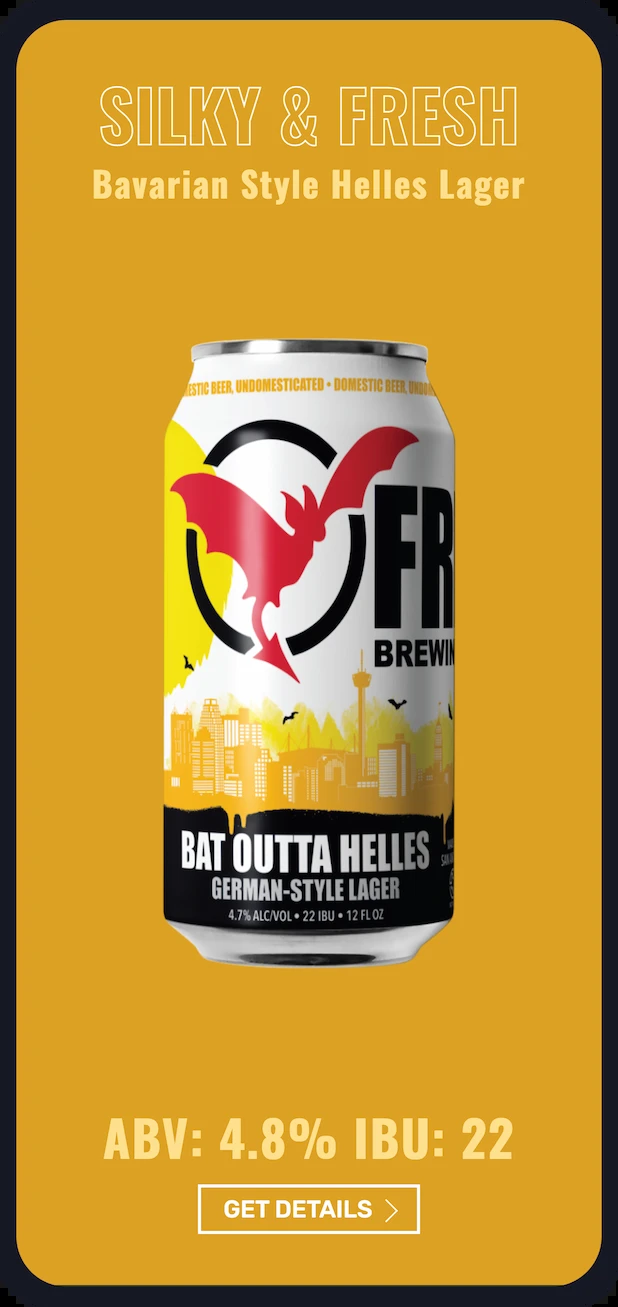 SILKY & FRESH
Bavarian Style Helles Lager
DOMESTIC BEER, UNDOMESTICATED • DOMESTIC BEER,
FR
BREWIN
BAT OUTTA HELLES
GERMAN-STYLE LAGER
4.7% ALC/VOL • 22 IBU • 12 FL OZ
ABV: 4.8% IBU: 22
GET DETAILS